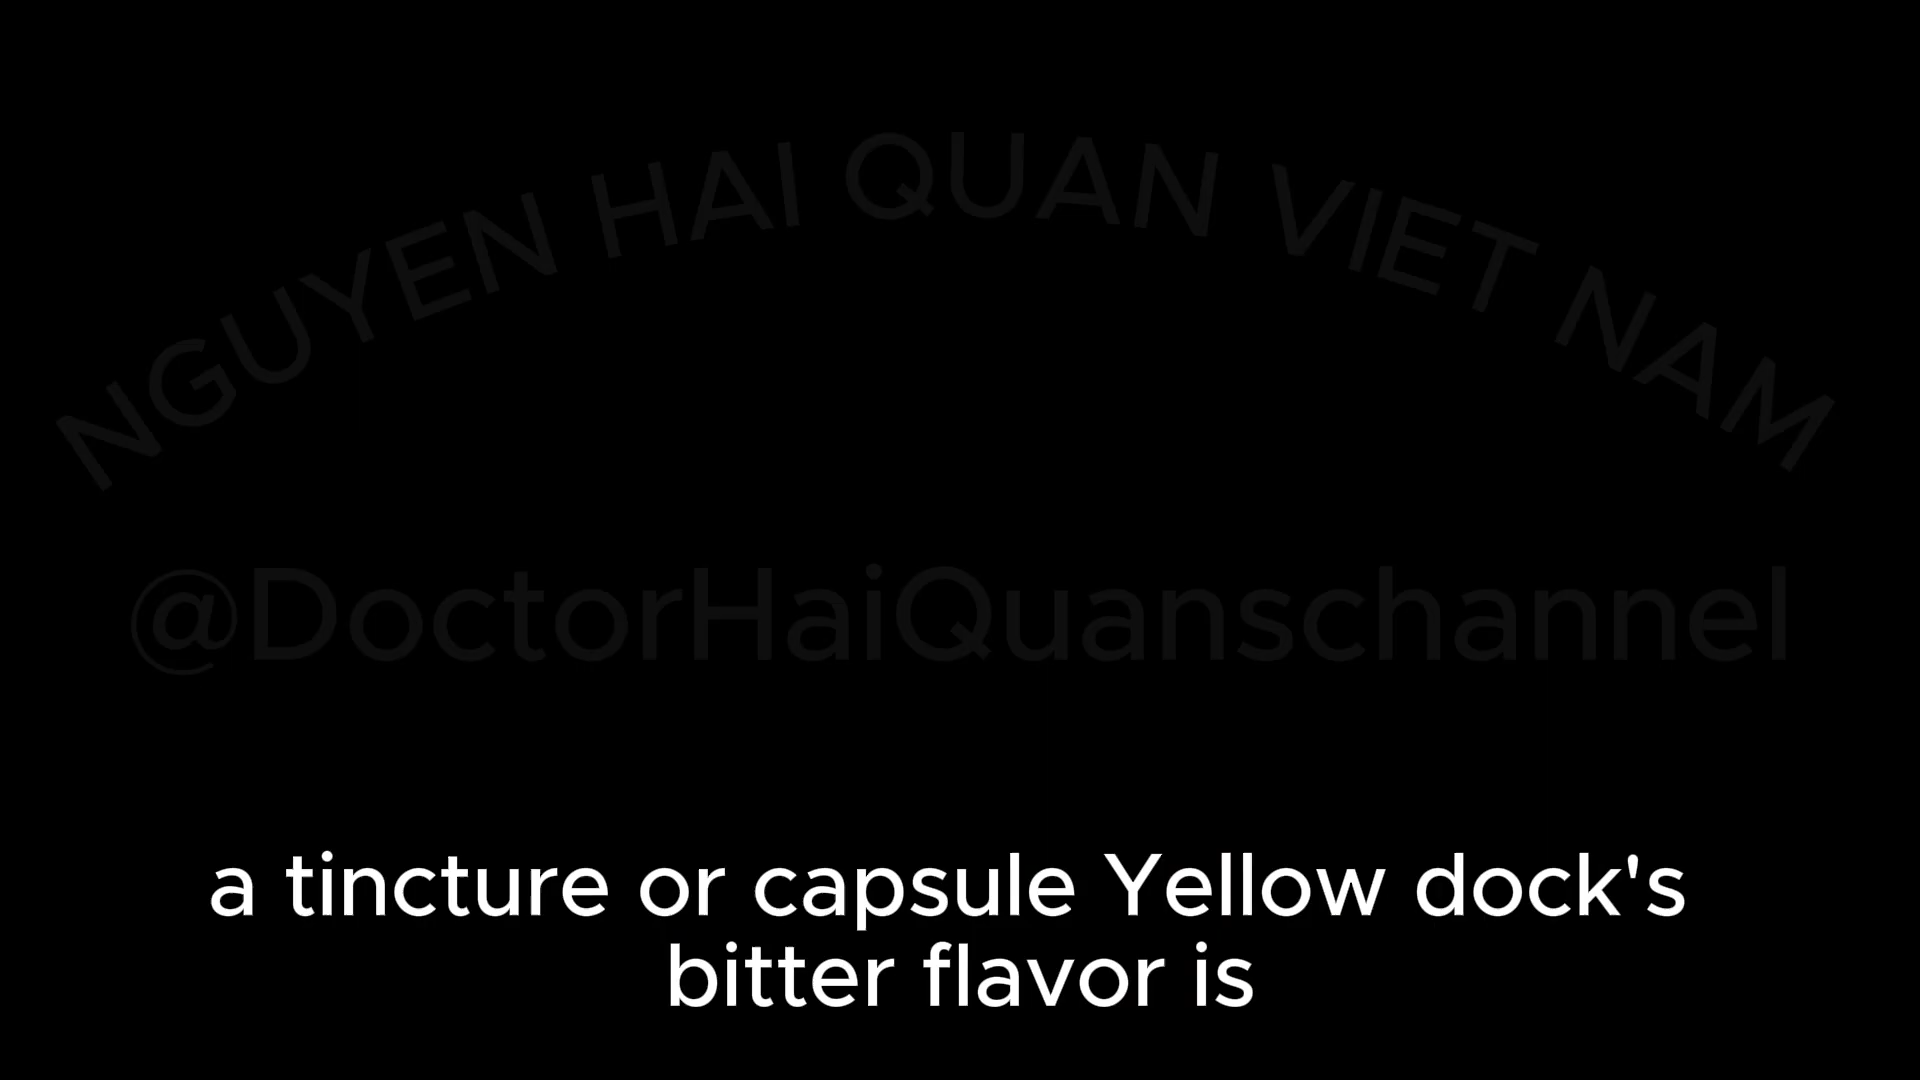 NGUYEN HAI QUAN VIET NAM
@DoctorHaiQuanschannel
a tincture or capsule Yellow dock's
bitter flavor is